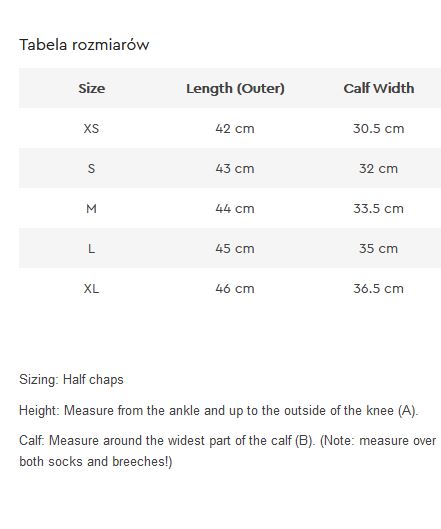 Tabela rozmiarów
Size Length (Outer) Calf Width
XS 42 cm 30.5 cm
S 43 cm 32 cm
M 44 cm 33.5 cm
L 45 cm 35 cm
XL 46 cm 36.5 cm
Sizing: Half chaps
Height: Measure from the ankle and up to the outside of the knee (A).
Calf: Measure around the widest part of the calf (B). (Note: measure over
both socks and breeches!)